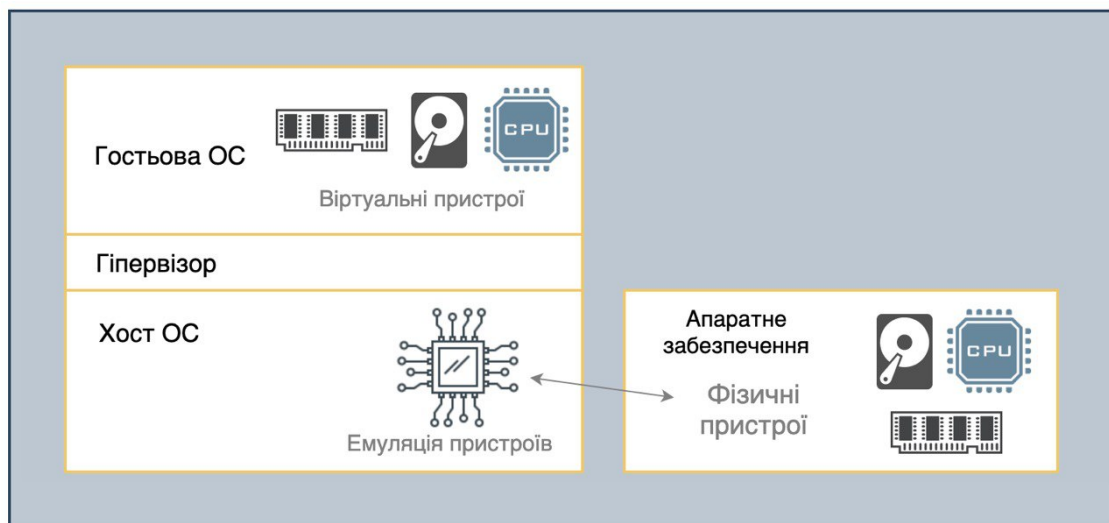 CPU
Гостьова ОС
Віртуальні пристрої
Гіпервізор
Хост ОС
Емуляція пристроїв
Апаратне
забезпечення
CPU
Фізичні
пристрої